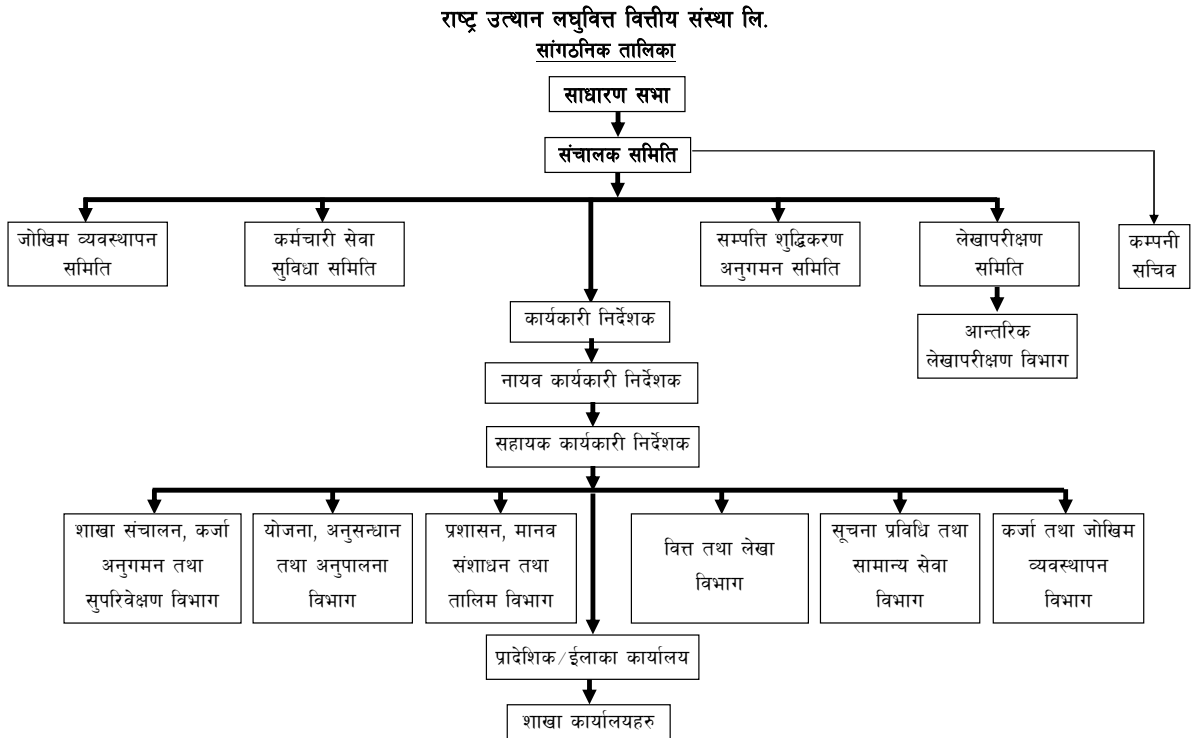 राष्ट्र उत्थान लघुवित्त वित्तीय संस्था लि.
सांगठनिक तालिका
साधारण सभा
संचालक समिति
जोखिम व्यवस्थापन
समिति
कर्मचारी सेवा
सुविधा समिति
सम्पत्ति शुद्धिकरण
अनुगमन समिति
लेखापरीक्षण
समिति
कम्पनी
सचिव
आन्तरिक
लेखापरीक्षण विभाग
कार्यकारी निर्देशक
नायव कार्यकारी निर्देशक
सहायक कार्यकारी निर्देशक
शाखा संचालन, कर्जा
अनुगमन तथा
सुपरिवेक्षण विभाग
योजना, अनुसन्धान
तथा अनुपालना
विभाग
प्रशासन, मानव
संशाधन तथा
तालिम विभाग
वित्त तथा लेखा
विभाग
सूचना प्रविधि तथा
सामान्य सेवा
विभाग
कर्जा तथा जोखिम
व्यवस्थापन
विभाग
प्रादेशिक/ईलाका कार्यालय
शाखा कार्यालयहरु